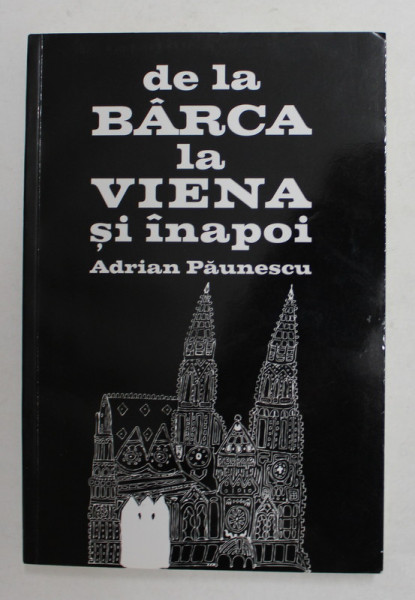 de la
BÂRCA
la
VIENA
și înapoi
Adrian Păunescu